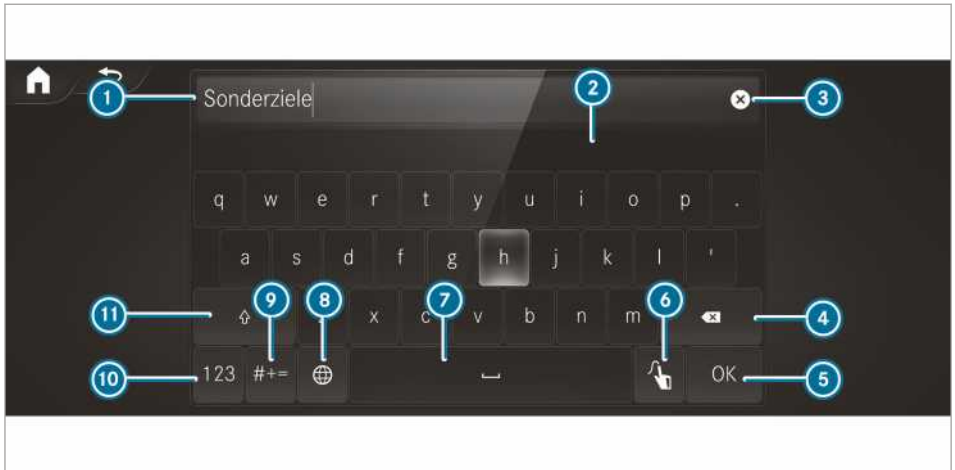 1 Sonderziele 2 3
q w e r t y u i o p .
a s d f g h j k l '
11 9 8 x c 7 v b n 6 m 4
10 123 #+= OK 5